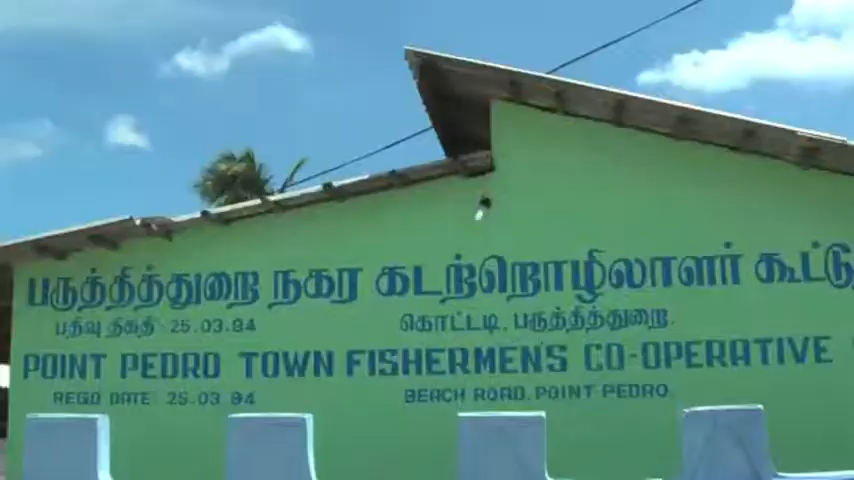 பருத்தித்துறை நகர கடற்றொழிலாளர் கூட்டு
பதிவு திகதி 25.03.94 கொட்டடி, பருத்தித்துறை.
POINT PEDRO TOWN FISHERMEN'S CO-OPERATIVE
REGD DATE 25.03 94 BEACH ROAD. POINT PEDRO.